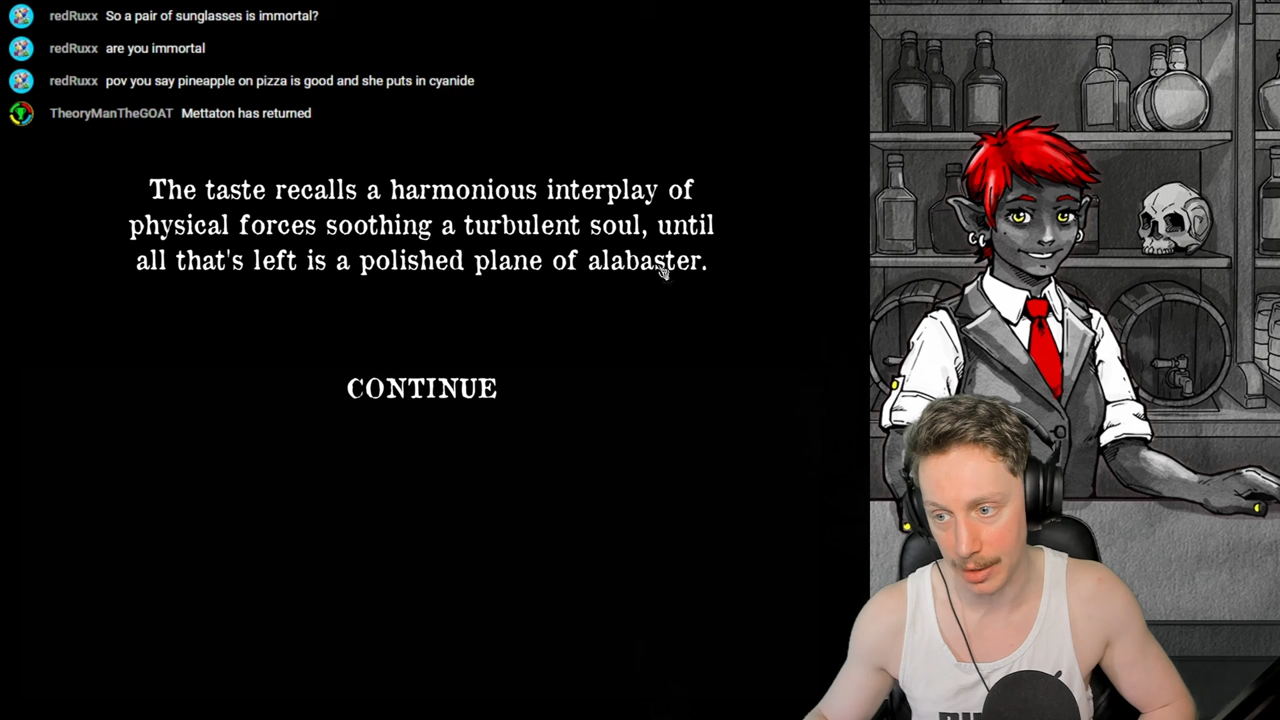 redRuxx So a pair of sunglasses is immortal?
redRuxx are you immortal
redRuxx pov you say pineapple on pizza is good and she puts in cyanide
TheoryManTheGOAT Mettaton has returned
The taste recalls a harmonious interplay of
physical forces soothing a turbulent soul, until
all that's left is a polished plane of alabaster.
CONTINUE